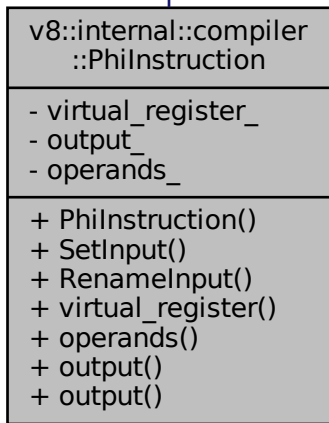 v8::internal::compiler
::PhiInstruction
- virtual_register_
- output_
- operands_
+ PhiInstruction()
+ SetInput()
+ RenameInput()
+ virtual_register()
+ operands()
+ output()
+ output()